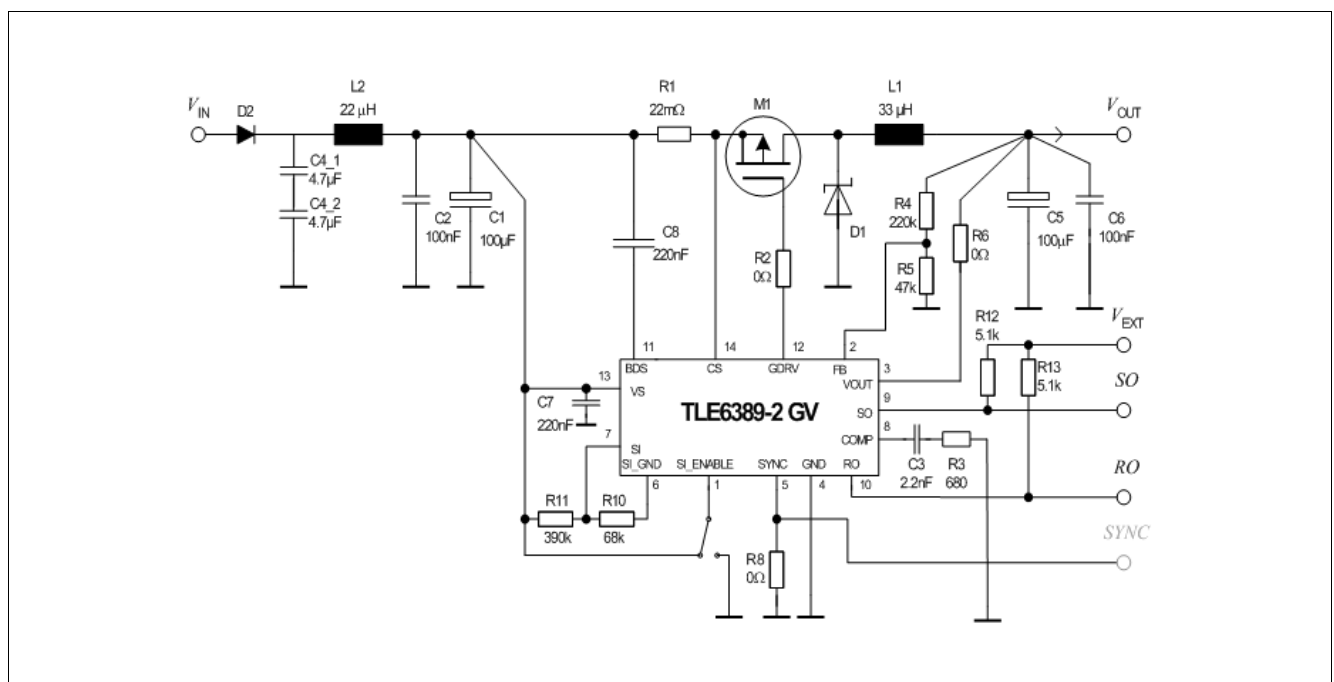 L2
22 µH
R1
22mΩ
M1
L1
33 µH
VIN
D2
VOUT
C4_1
4.7µF
C4_2
4.7µF
C2
100nF
C1
100µF
C8
220nF
R2
0Ω
D1
R4
220k
R5
47k
R6
0Ω
C5
100µF
C6
100nF
R12
5.1k
VEXT
R13
5.1k
11
14
12
2
BDS
CS
GDRV
FB
3
VOUT
13
VS
SO
C7
220nF
TLE6389-2 GV
9
SO
7
SI
8
COMP
SI_GND
SI_ENABLE
SYNC
GND
RO
C3
2.2nF
R3
680
RO
6
1
5
4
10
R11
390k
R10
68k
R8
0Ω
SYNC